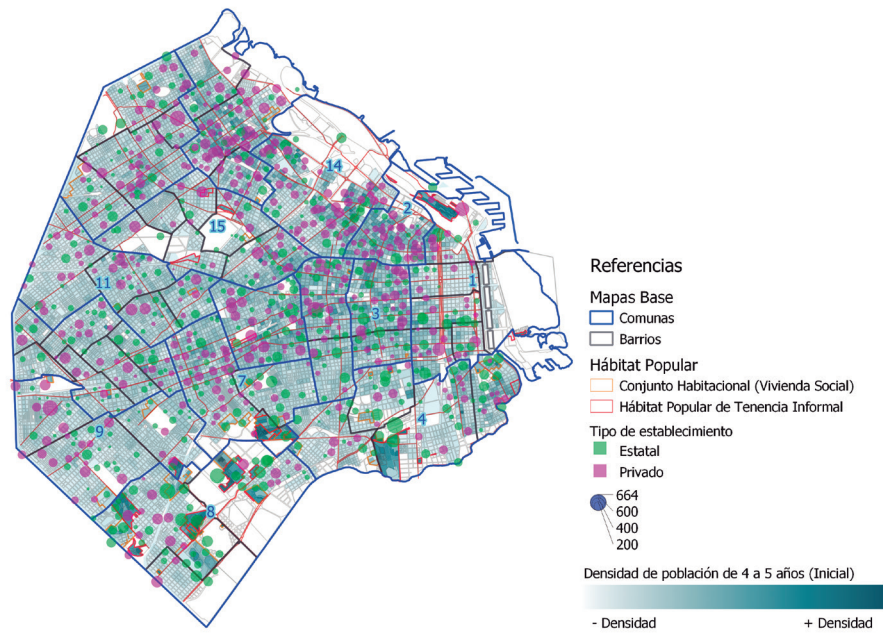 14
2
15
1
11
3
7
4
9
8
Referencias
Mapas Base
Comunas
Barrios
Hábitat Popular
Conjunto Habitacional (Vivienda Social)
Hábitat Popular de Tenencia Informal
Tipo de establecimiento
Estatal
Privado
664
600
400
200
Densidad de población de 4 a 5 años (Inicial)
- Densidad + Densidad